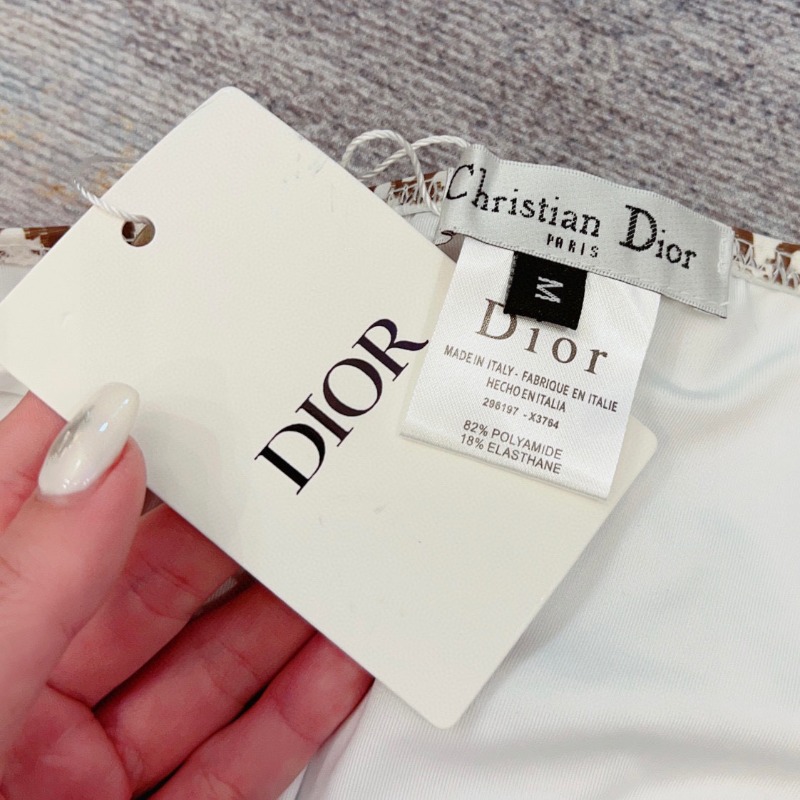 DIOR
Christian Dior
PARIS
M
Dior
MADE IN ITALY - FABRIQUE EN ITALIE
HECHO EN ITALIA
296197 - X3764
82% POLYAMIDE
18% ELASTHANE